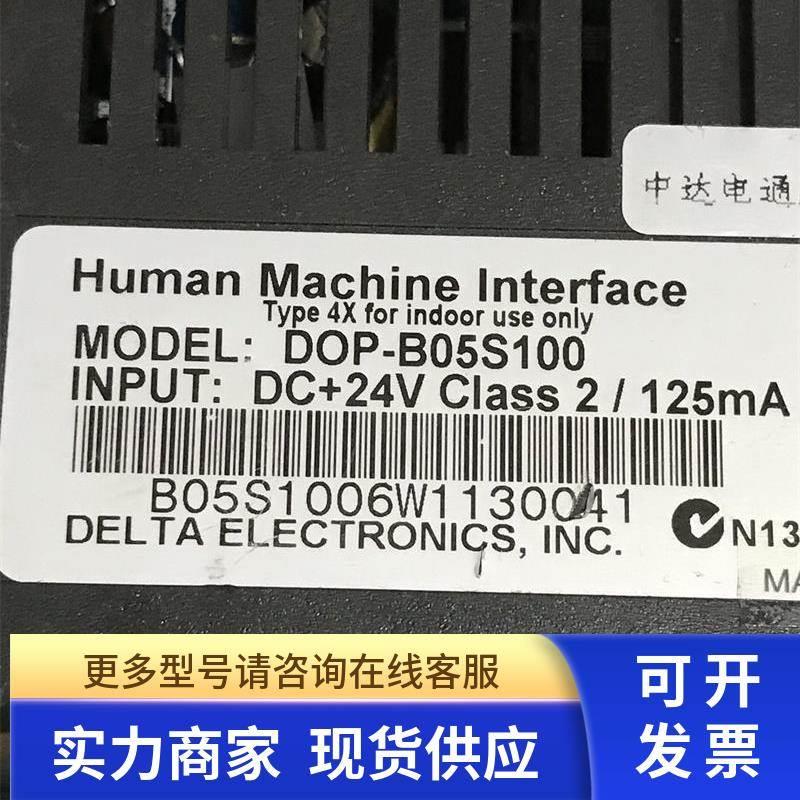 中达电通
Human Machine Interface
Type 4X for indoor use only
MODEL: DOP-B05S100
INPUT: DC+24V Class 2 / 125mA
B05S1006W1130041
DELTA ELECTRONICS, INC.
N13
MA
更多型号请咨询在线客服
实力商家 现货供应
可开
发票